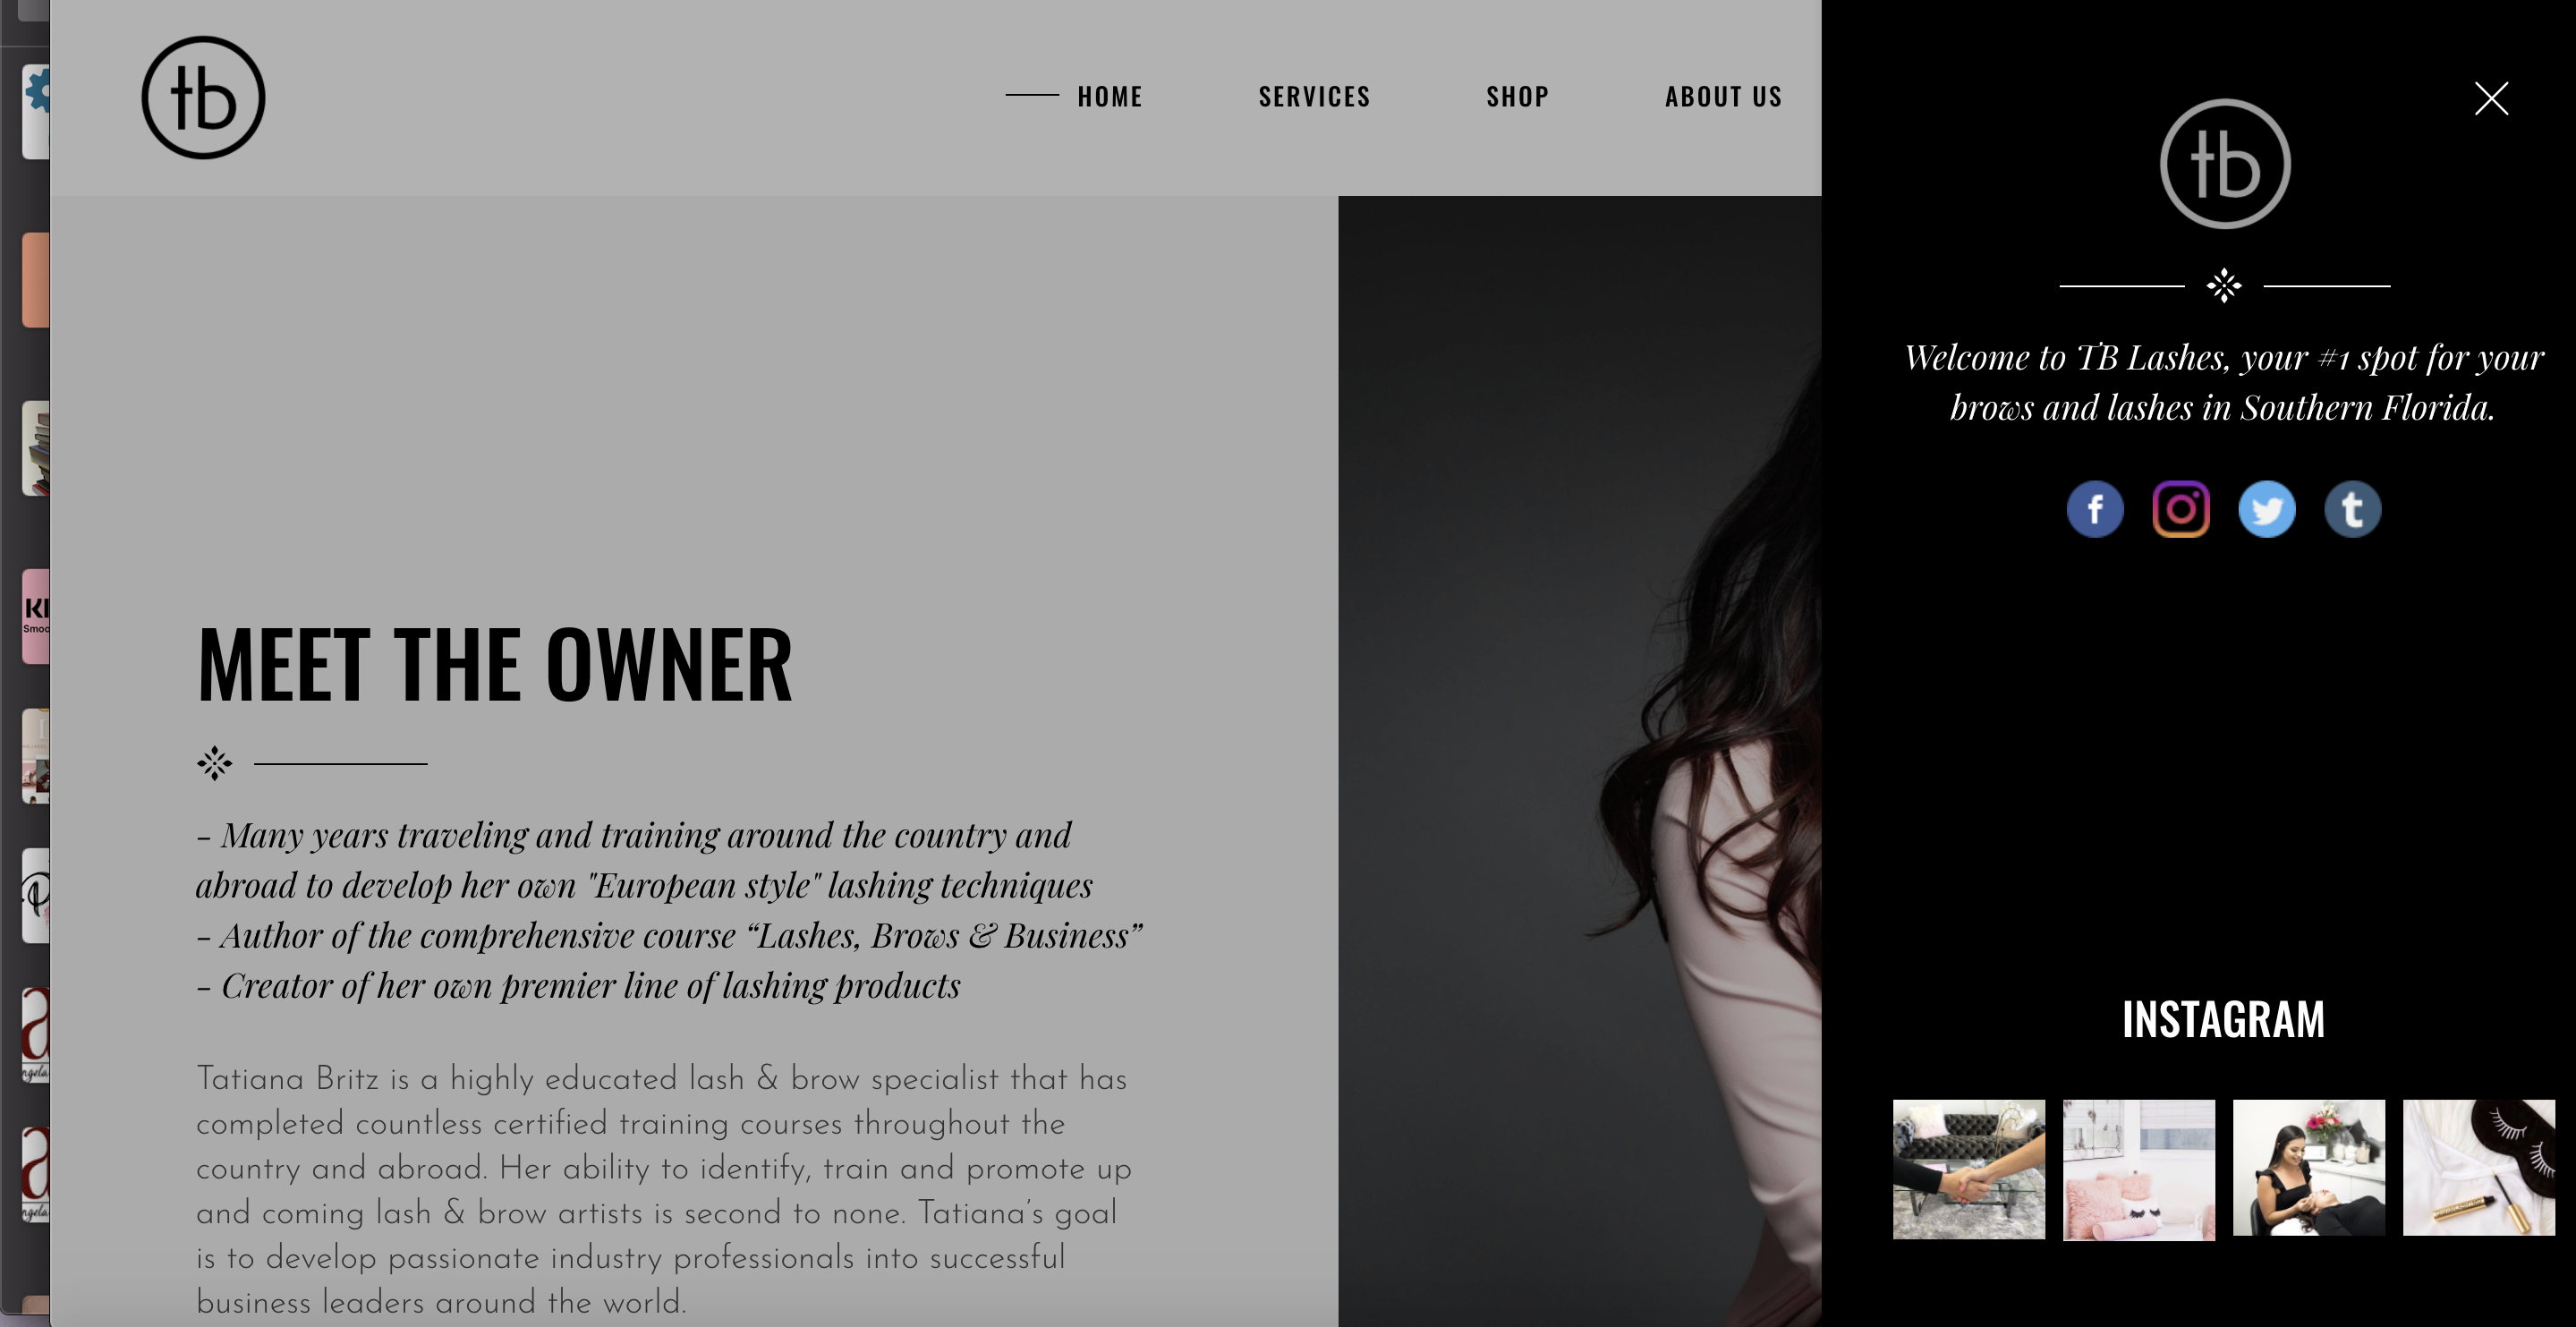 tb
HOME
SERVICES
SHOP
ABOUT US
MEET THE OWNER
- Many years traveling and training around the country and
abroad to develop her own "European style" lashing techniques
- Author of the comprehensive course “Lashes, Brows & Business”
- Creator of her own premier line of lashing products
Tatiana Britz is a highly educated lash & brow specialist that has
completed countless certified training courses throughout the
country and abroad. Her ability to identify, train and promote up
and coming lash & brow artists is second to none. Tatiana’s goal
is to develop passionate industry professionals into successful
business leaders around the world.
tb
Welcome to TB Lashes, your #1 spot for your
brows and lashes in Southern Florida.
INSTAGRAM